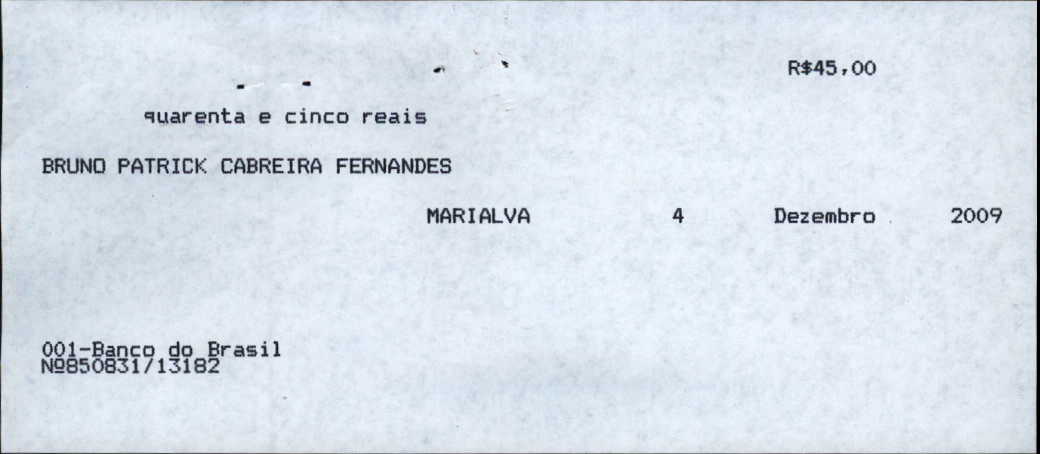 R$45,00
quarenta e cinco reais
BRUNO PATRICK CABREIRA FERNANDES
MARIALVA 4 Dezembro 2009
001-Banco do Brasil
Nº850831/13182